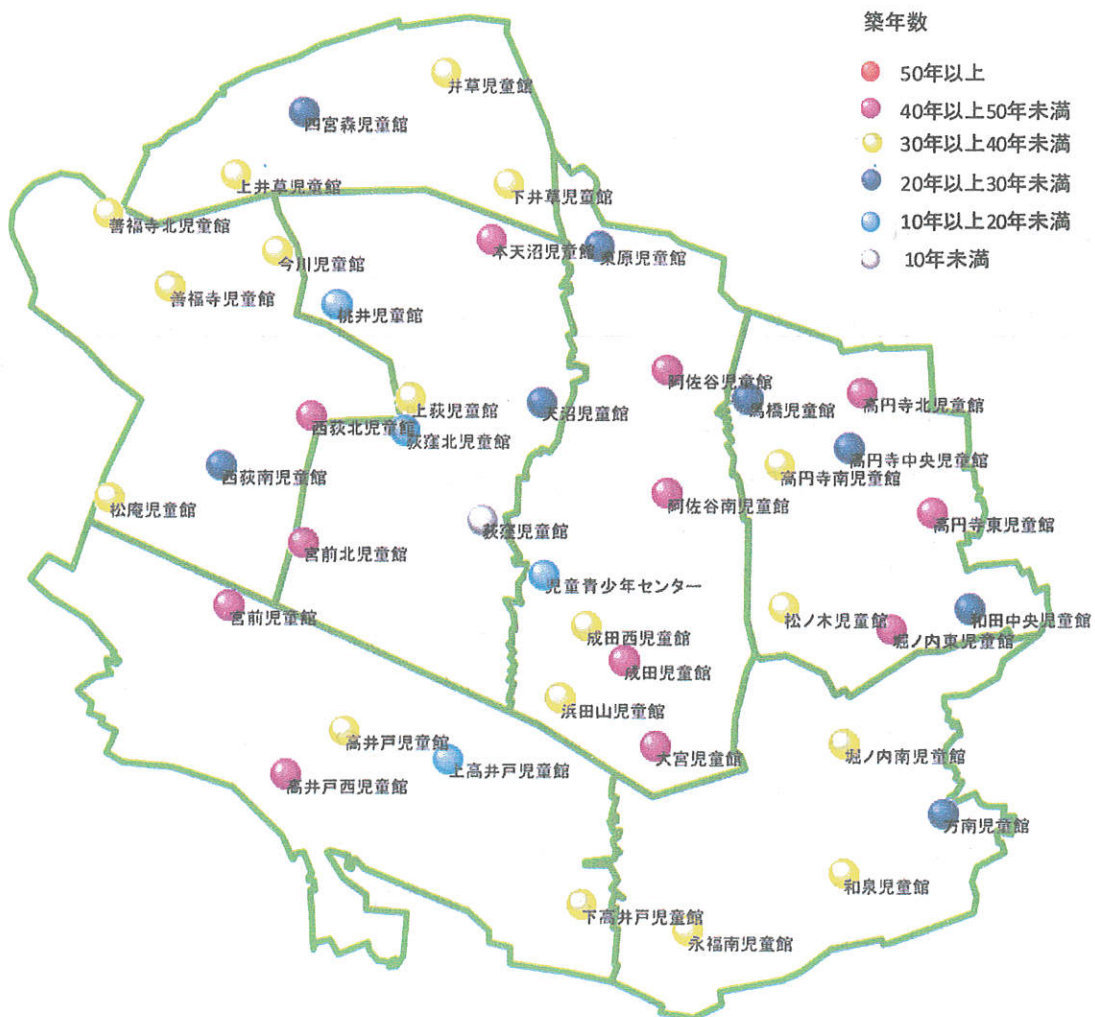 築年数
50年以上
40年以上50年未満
30年以上40年未満
20年以上30年未満
10年以上20年未満
10年未満
井草児童館
四宮森児童館
上井草児童館
下井草児童館
善福寺北児童館
今川児童館
本天沼児童館
東原児童館
善福寺児童館
桃井児童館
阿佐谷児童館
馬橋児童館
高円寺北児童館
上荻児童館
天沼児童館
西荻北児童館
荻窪北児童館
高円寺中央児童館
西荻南児童館
高円寺南児童館
松庵児童館
阿佐谷南児童館
荻窪児童館
高円寺東児童館
宮前北児童館
児童青少年センター
宮前児童館
松ノ木児童館
和田中央児童館
成田西児童館
堀ノ内東児童館
成田児童館
浜田山児童館
高井戸児童館
大宮児童館
堀ノ内南児童館
上高井戸児童館
高井戸西児童館
方南児童館
和泉児童館
下高井戸児童館
永福南児童館